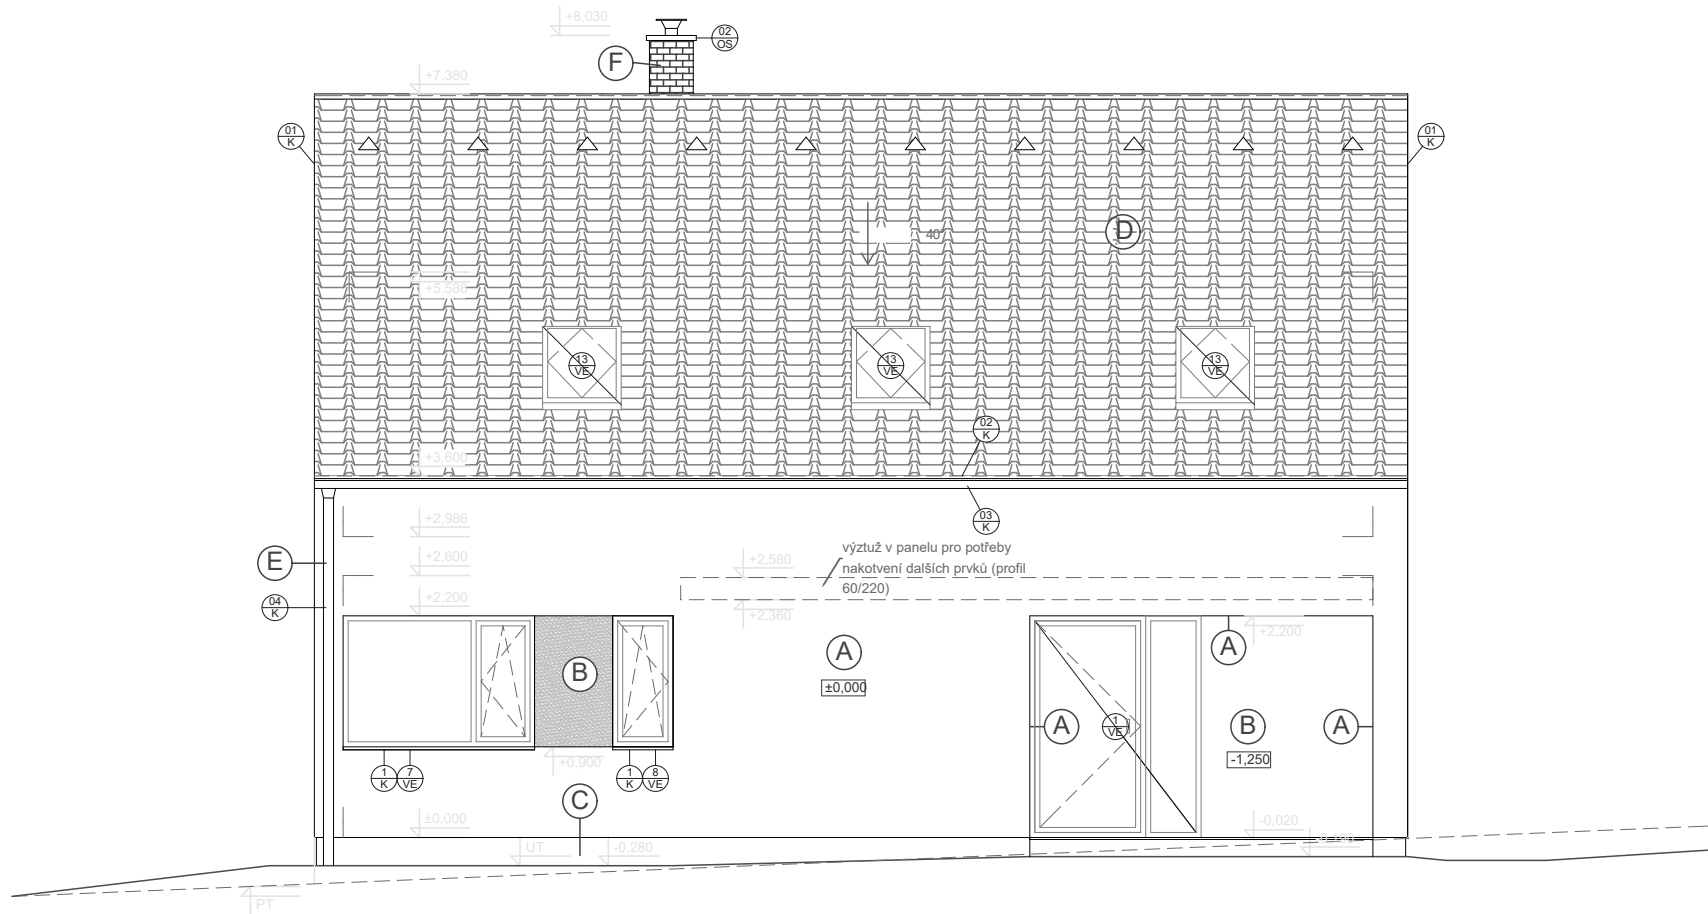 +8,030
02
OS
F
+7,380
01
K
01
K
D
40°
+5,586
13
VE
13
VE
13
VE
02
K
+3,600
03
K
+2,986
E
+2,600
04
K
+2,200
+2,580
výztuž v panelu pro potřeby
nakotvení dalších prvků (profil
60/220)
+2,360
A
±0,000
B
+2,200
A
A
1
VE
B
-1,250
A
+0,900
1
K
7
VE
1
K
8
VE
C
±0,000
UT
-0,280
-0,020
PT